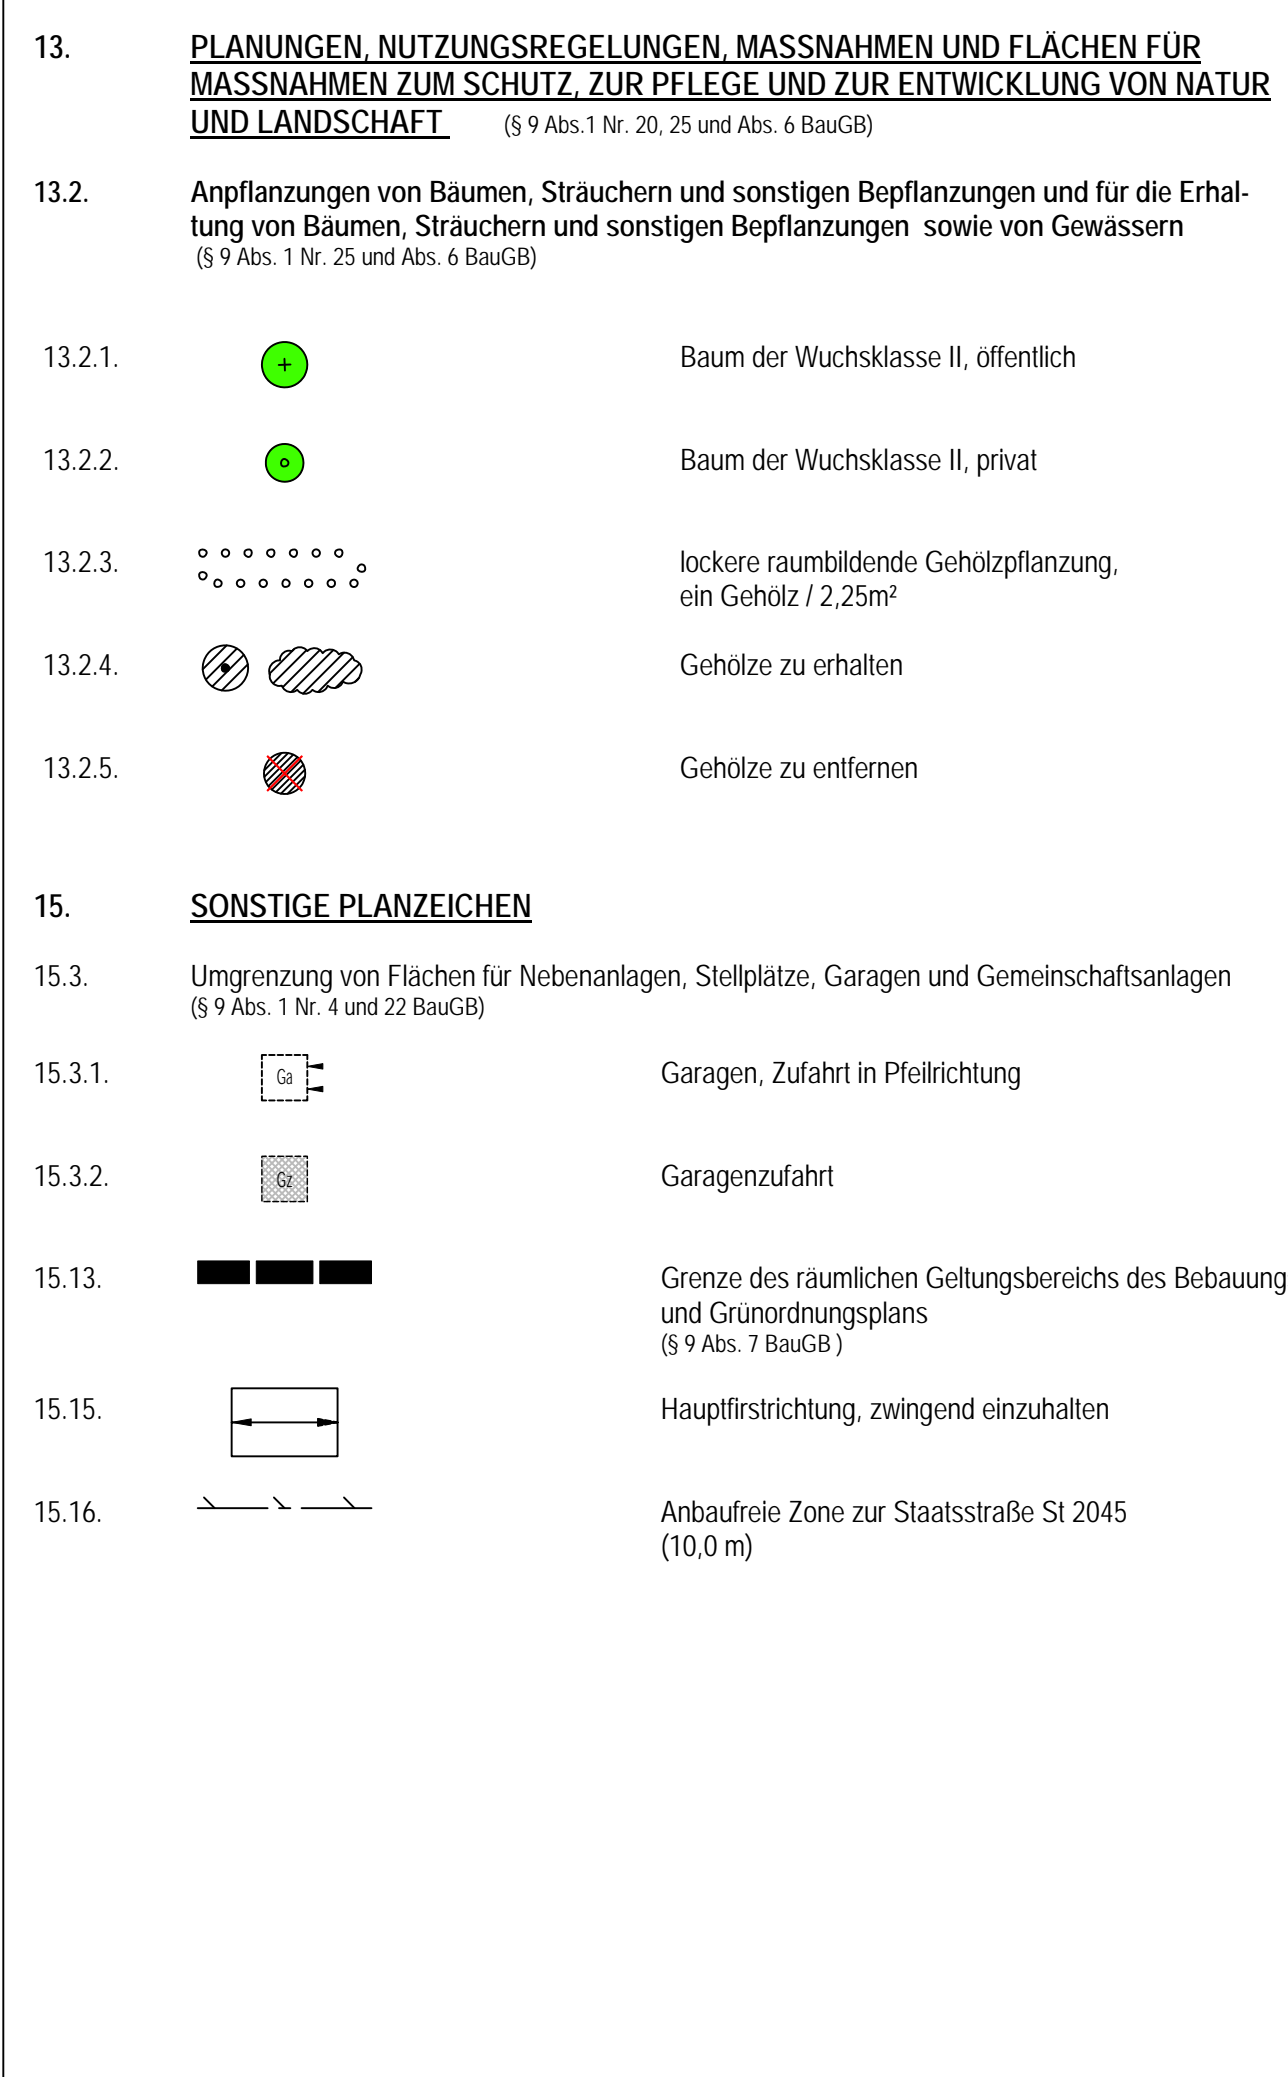 13. PLANUNGEN, NUTZUNGSREGELUNGEN, MASSNAHMEN UND FLÄCHEN FÜR
MASSNAHMEN ZUM SCHUTZ, ZUR PFLEGE UND ZUR ENTWICKLUNG VON NATUR
UND LANDSCHAFT (§ 9 Abs.1 Nr. 20, 25 und Abs. 6 BauGB)
13.2. Anpflanzungen von Bäumen, Sträuchern und sonstigen Bepflanzungen und für die Erhal-
tung von Bäumen, Sträuchern und sonstigen Bepflanzungen sowie von Gewässern
(§ 9 Abs. 1 Nr. 25 und Abs. 6 BauGB)
13.2.1. Baum der Wuchsklasse II, öffentlich
13.2.2. Baum der Wuchsklasse II, privat
13.2.3. lockere raumbildende Gehölzpflanzung,
ein Gehölz / 2,25m²
13.2.4. Gehölze zu erhalten
13.2.5. Gehölze zu entfernen
15. SONSTIGE PLANZEICHEN
15.3. Umgrenzung von Flächen für Nebenanlagen, Stellplätze, Garagen und Gemeinschaftsanlagen
(§ 9 Abs. 1 Nr. 4 und 22 BauGB)
15.3.1. Ga Garagen, Zufahrt in Pfeilrichtung
15.3.2. Gz Garagenzufahrt
15.13. Grenze des räumlichen Geltungsbereichs des Bebauung
und Grünordnungsplans
(§ 9 Abs. 7 BauGB )
15.15. Hauptfirstrichtung, zwingend einzuhalten
15.16. Anbaufreie Zone zur Staatsstraße St 2045
(10,0 m)